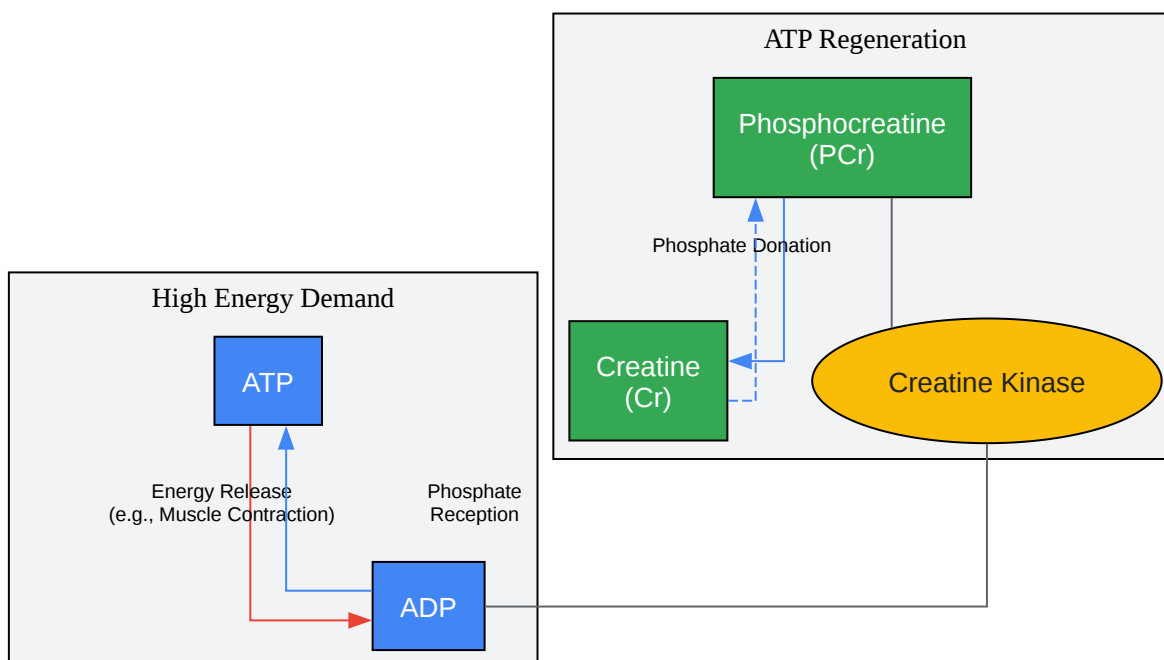 ATP Regeneration
Phosphocreatine
(PCr)
Phosphate Donation
High Energy Demand
ATP
Creatine
(Cr)
Creatine Kinase
Energy Release
(e.g., Muscle Contraction)
Phosphate
Reception
ADP